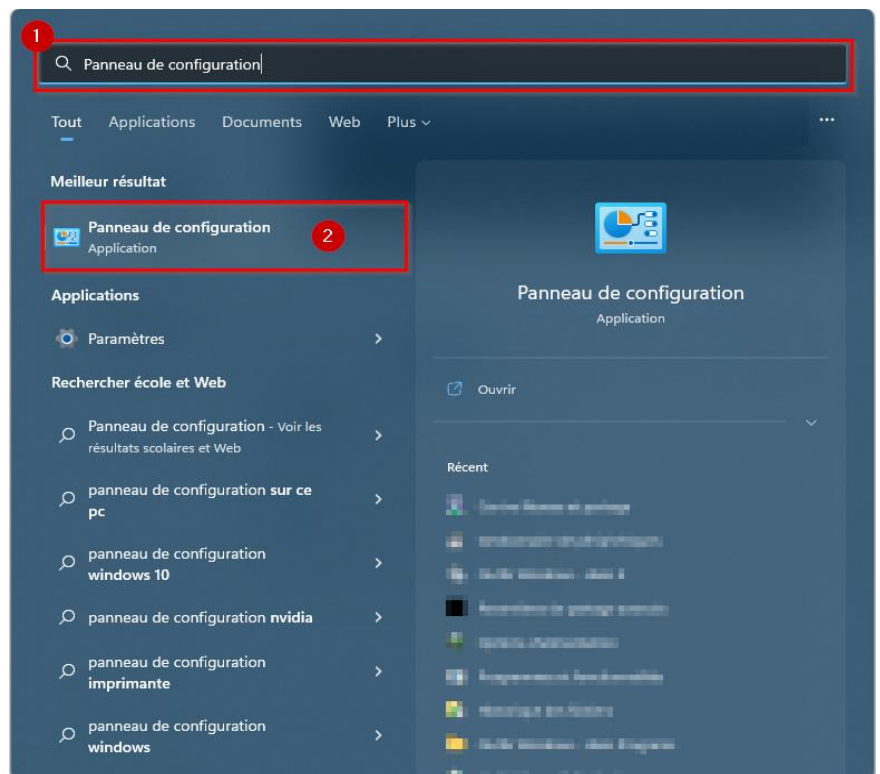 1
Panneau de configuration
Tout Applications Documents Web Plus
Meilleur résultat
Panneau de configuration
Application
2
Applications
Paramètres
Rechercher école et Web
Panneau de configuration - Voir les
résultats scolaires et Web
panneau de configuration sur ce
pc
panneau de configuration
windows 10
panneau de configuration nvidia
panneau de configuration
imprimante
panneau de configuration
windows
Panneau de configuration
Application
Ouvrir
Récent